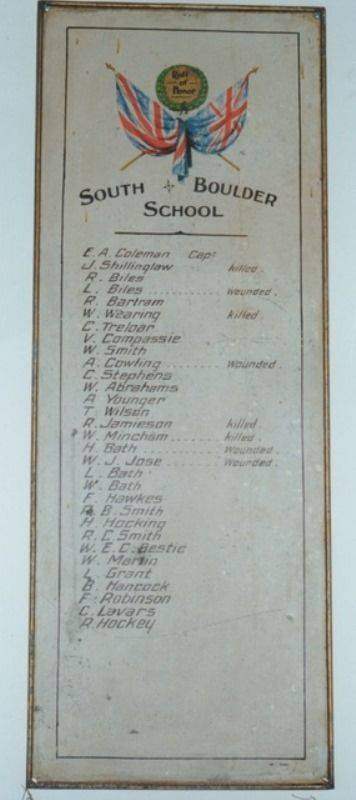 Roll
of
Honor
SOUTH BOULDER
SCHOOL
E. A. Coleman Capt
J. Shillinglaw killed.
R. Biles
L. Biles .......... wounded.
R. Bartram
W. Wearing killed.
C. Treloar
V. Compassie
W. Smith
A. Cowling .......... wounded.
C. Stephens
W. Abrahams
A Younger
T. Wilson
R. Jamieson killed.
W. Mincham ........ killed.
H. Bath ......... wounded.
W. J. Jose ........ wounded.
L. Bath
W. Bath
F. Hawkes
B. Smith
H. Hocking
R. C. Smith
W. E. C. Bestic
W. Martin
L. Grant
B. Hancock
F. Robinson
C. Lavars
R. Hockey